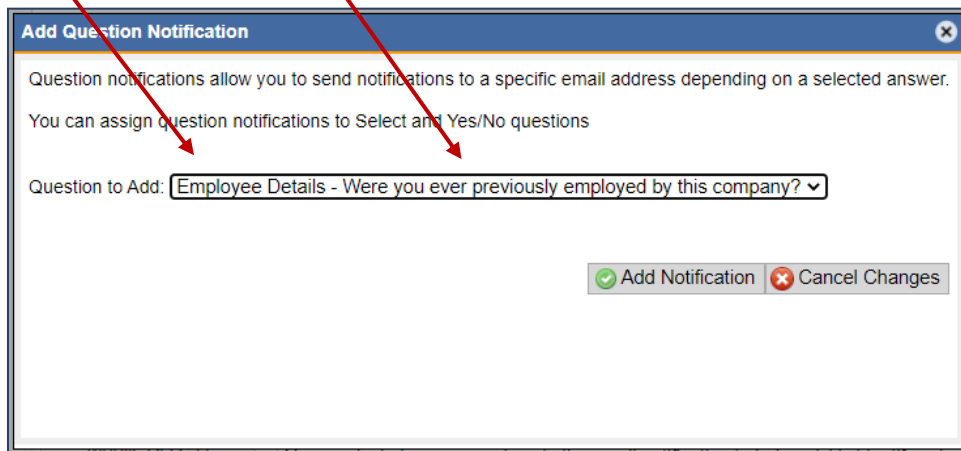 Add Question Notification
Question notifications allow you to send notifications to a specific email address depending on a selected answer.
You can assign question notifications to Select and Yes/No questions
Question to Add: Employee Details - Were you ever previously employed by this company?
Add Notification Cancel Changes